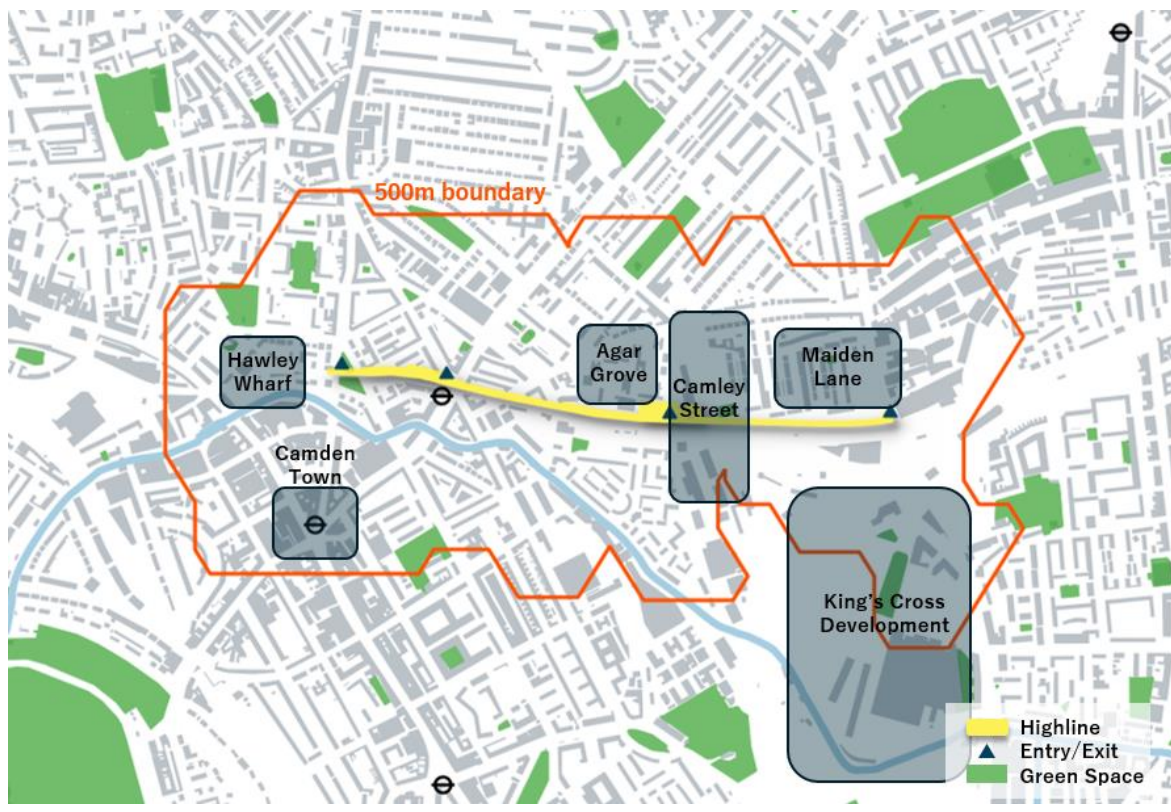 500m boundary
Hawley
Wharf
Agar
Grove
Camley
Street
Maiden
Lane
Camden
Town
King's Cross
Development
Highline
Entry/Exit
Green Space